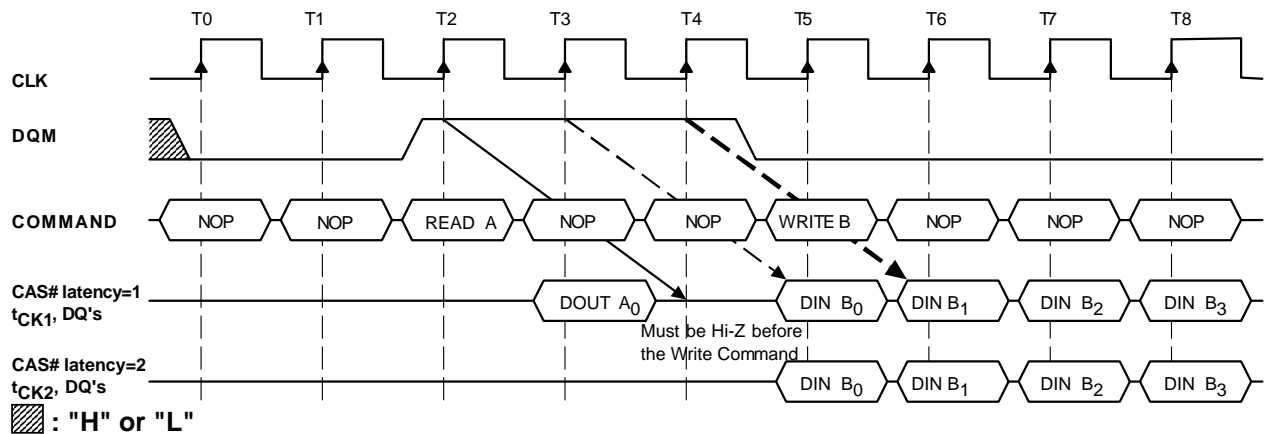 T0 T1 T2 T3 T4 T5 T6 T7 T8
CLK
DQM
COMMAND NOP NOP READ A NOP NOP WRITE B NOP NOP NOP
CAS# latency=1
tCK1, DQ's DOUT A0 DIN B0 DIN B1 DIN B2 DIN B3
Must be Hi-Z before
the Write Command
CAS# latency=2
tCK2, DQ's DIN B0 DIN B1 DIN B2 DIN B3
: "H" or "L"